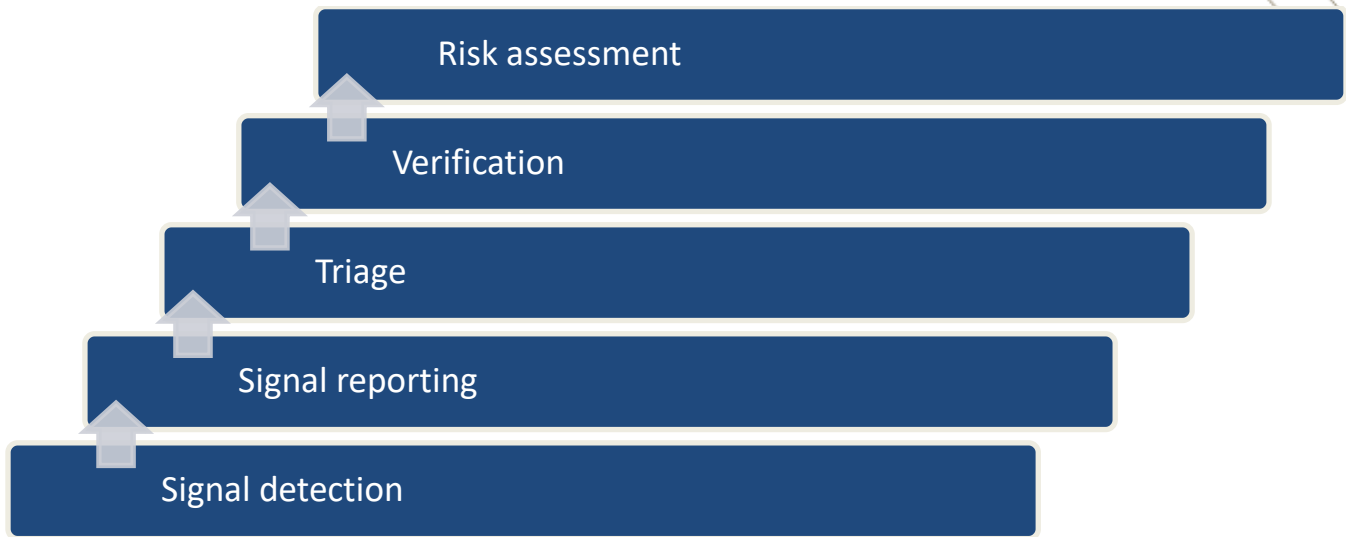 Risk assessment
Verification
Triage
Signal reporting
Signal detection